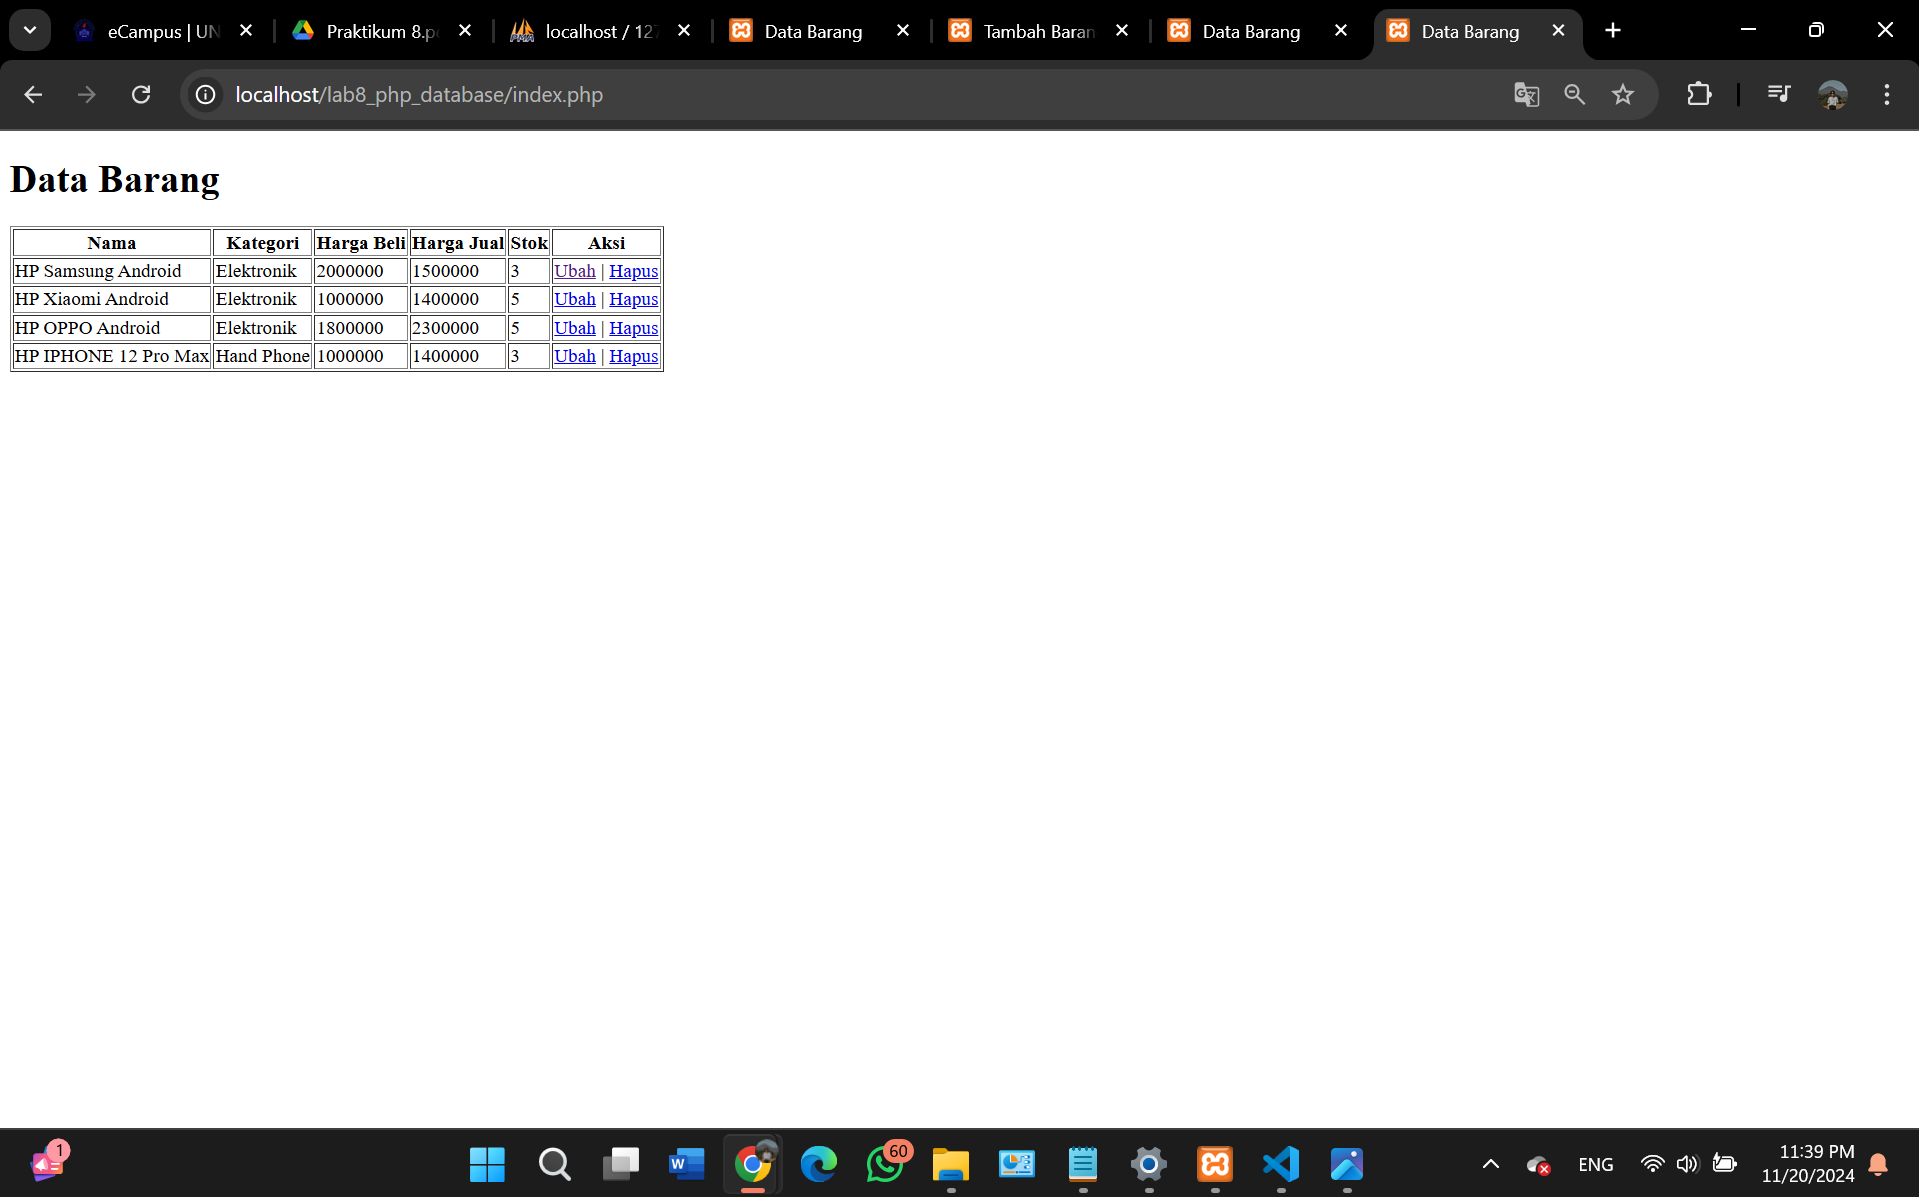 eCampus | UN
Praktikum 8.p
localhost / 127
Data Barang
Tambah Baran
Data Barang
Data Barang
localhost/lab8_php_database/index.php
Data Barang
Nama Kategori Harga Beli Harga Jual Stok Aksi
HP Samsung Android Elektronik 2000000 1500000 3 Ubah | Hapus
HP Xiaomi Android Elektronik 1000000 1400000 5 Ubah | Hapus
HP OPPO Android Elektronik 1800000 2300000 5 Ubah | Hapus
HP IPHONE 12 Pro Max Hand Phone 1000000 1400000 3 Ubah | Hapus
1
60
ENG
11:39 PM
11/20/2024